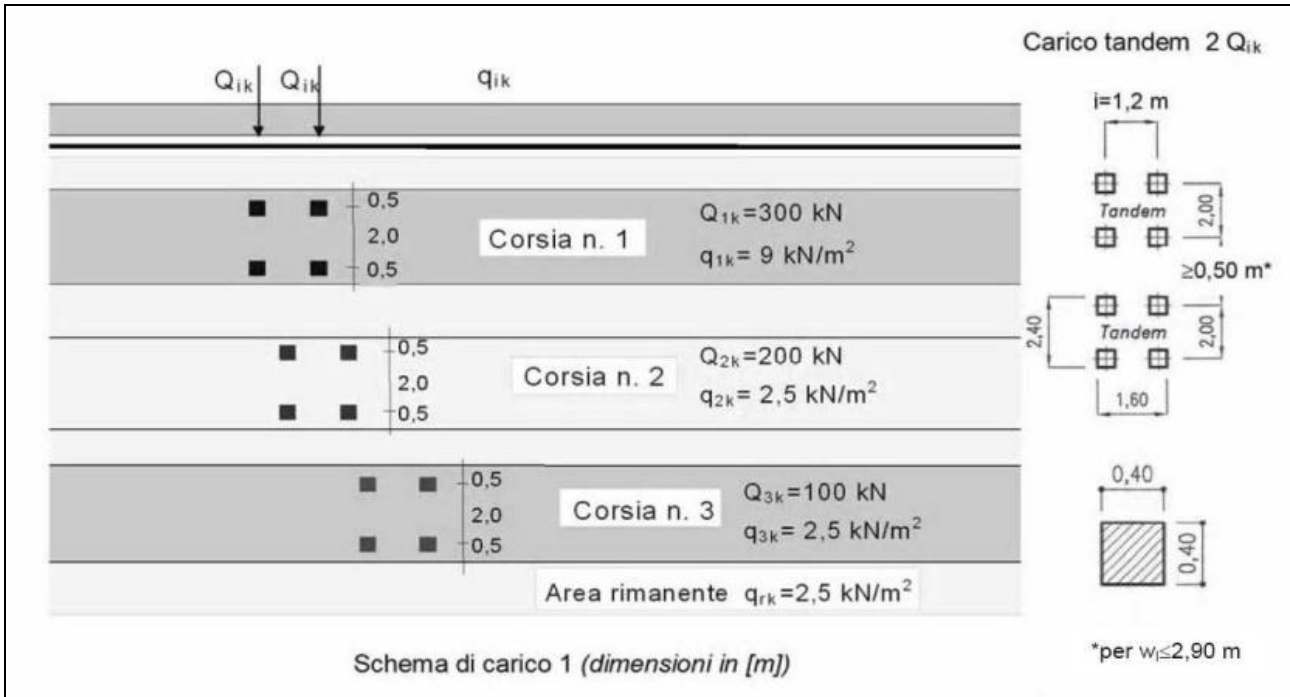 Carico tandem 2 Qik
Qik Qik qik
i=1,2 m
0,5
2,0
0,5
Corsia n. 1
Q1k=300 kN
q1k= 9 kN/m²
Tandem
2,00
≥0,50 m*
0,5
2,0
0,5
Corsia n. 2
Q2k=200 kN
q2k= 2,5 kN/m²
2,40
Tandem
2,00
1,60
0,5
2,0
0,5
Corsia n. 3
Q3k=100 kN
q3k= 2,5 kN/m²
0,40
0,40
Area rimanente qrk=2,5 kN/m²
Schema di carico 1 (dimensioni in [m])
*per wl≤2,90 m